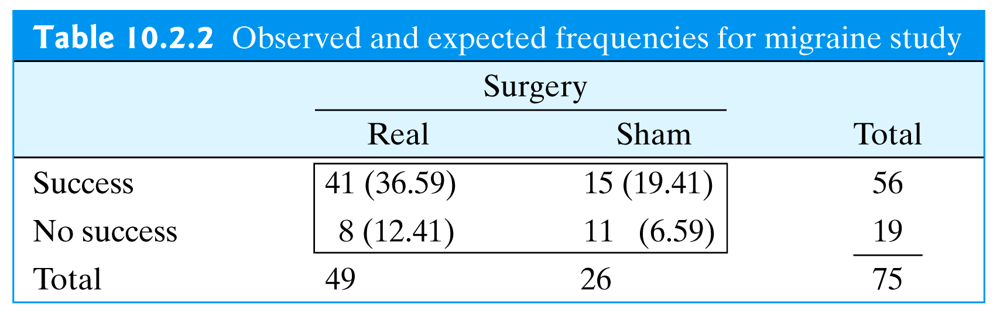 Table 10.2.2 Observed and expected frequencies for migraine study
Surgery
Real Sham Total
Success 41 (36.59) 15 (19.41) 56
No success 8 (12.41) 11 (6.59) 19
Total 49 26 75